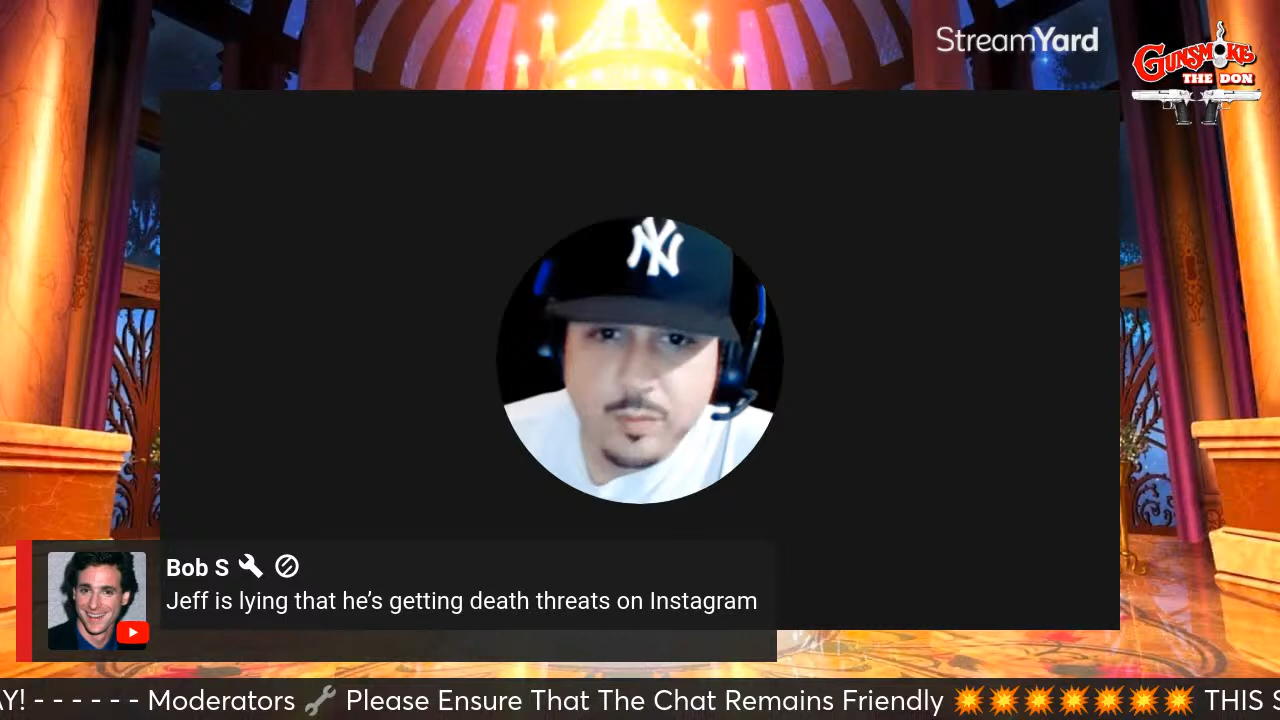 StreamYard
GUNSMOKE
THE DON
NY
Bob S
Jeff is lying that he’s getting death threats on Instagram
AY! - - - - - - Moderators 🔧 Please Ensure That The Chat Remains Friendly 💥💥💥💥💥💥💥 THIS S